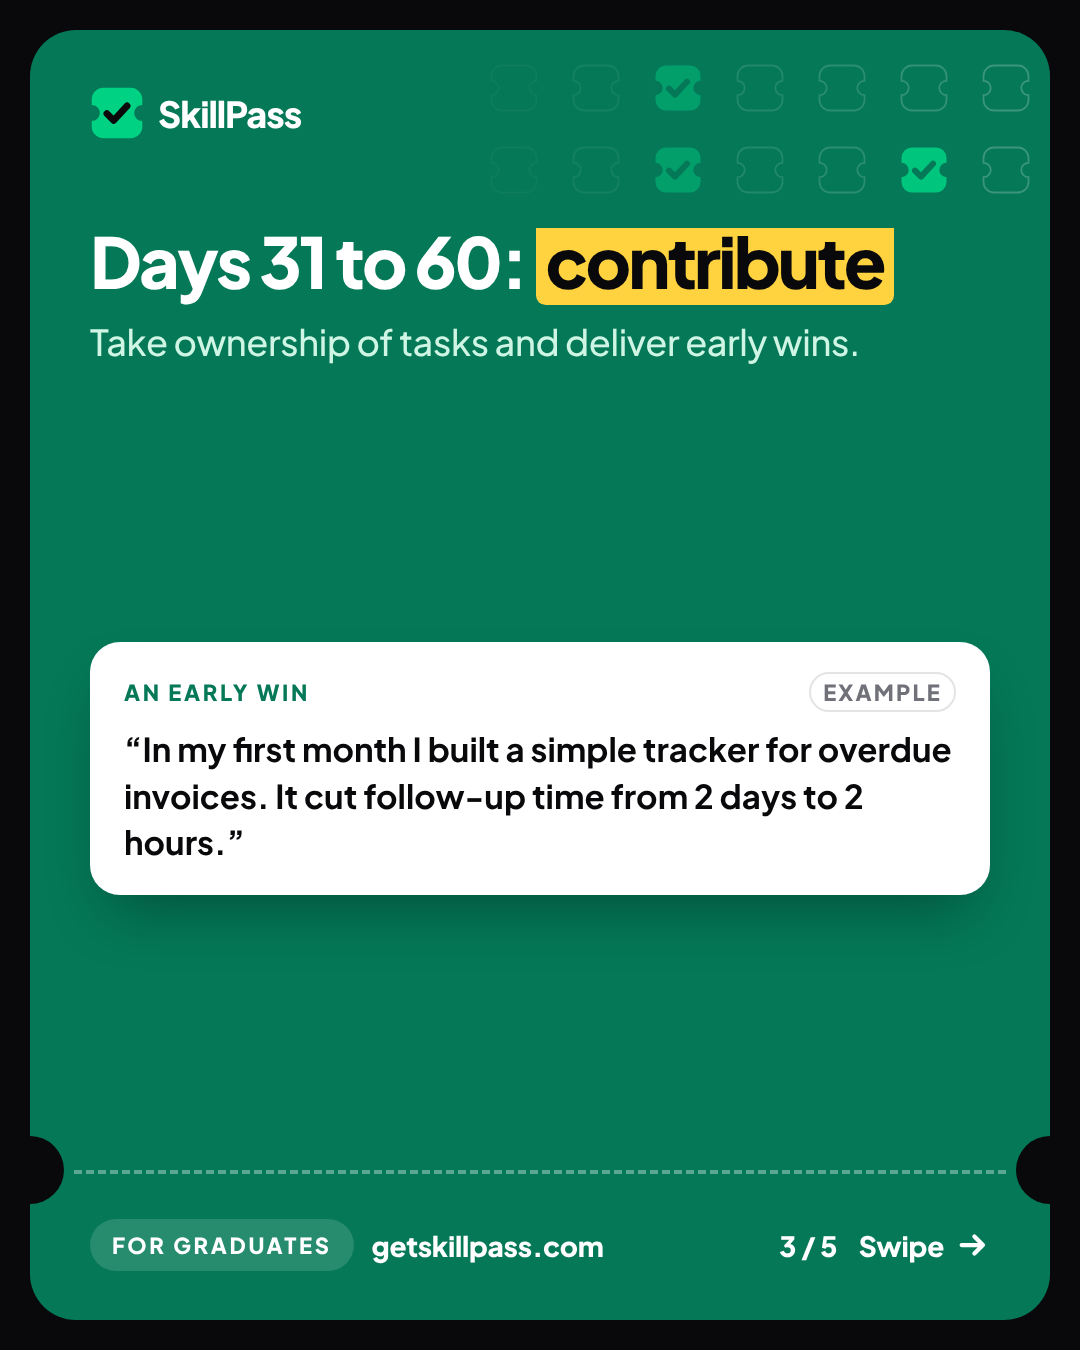 SkillPass
Days 31 to 60: contribute
Take ownership of tasks and deliver early wins.
AN EARLY WIN
EXAMPLE
“In my first month I built a simple tracker for overdue
invoices. It cut follow-up time from 2 days to 2
hours.”
FOR GRADUATES
getskillpass.com
3 / 5
Swipe →